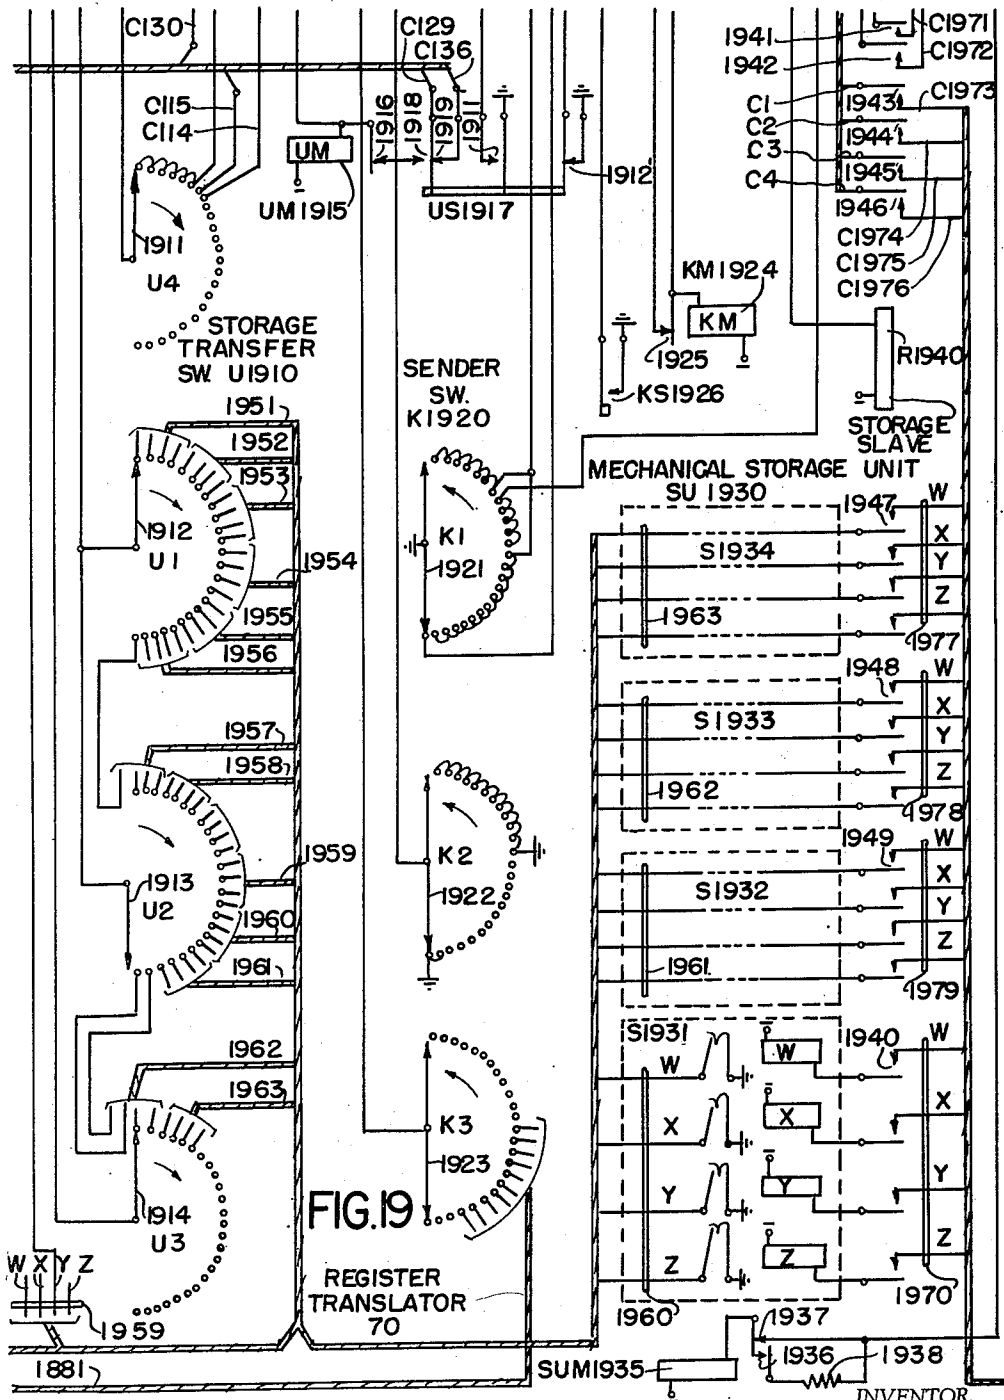 C130
C129
C136
C115
C114
1916
1918
1919
1911
UM
UM1915
US1917
1912'
1911
U4
STORAGE
TRANSFER
SW. U1910
1941
1942
C1971
C1972
C1
C2
C3
C4
1943
1944
1945
1946
C1973
C1974
C1975
C1976
KM1924
KM
1925
KS1926
R1940
STORAGE
SLAVE
SENDER
SW.
K1920
1951
1952
1953
1912
U1
1954
1955
1956
K1
1921
MECHANICAL STORAGE UNIT
SU 1930
S1934
1963
1947
W
X
Y
Z
1977
S1933
1962
1948
W
X
Y
Z
1978
1957
1958
1959
1913
U2
1960
1961
K2
1922
S1932
1961
1949
W
X
Y
Z
1979
1962
1963
1914
U3
K3
1923
S1931
W
X
Y
Z
W
X
Y
Z
1940
W
X
Y
Z
1960
1970
FIG.19
W X Y Z
1959
REGISTER
TRANSLATOR
70
1881
SUM1935
1937
1936
1938
INVENTOR.